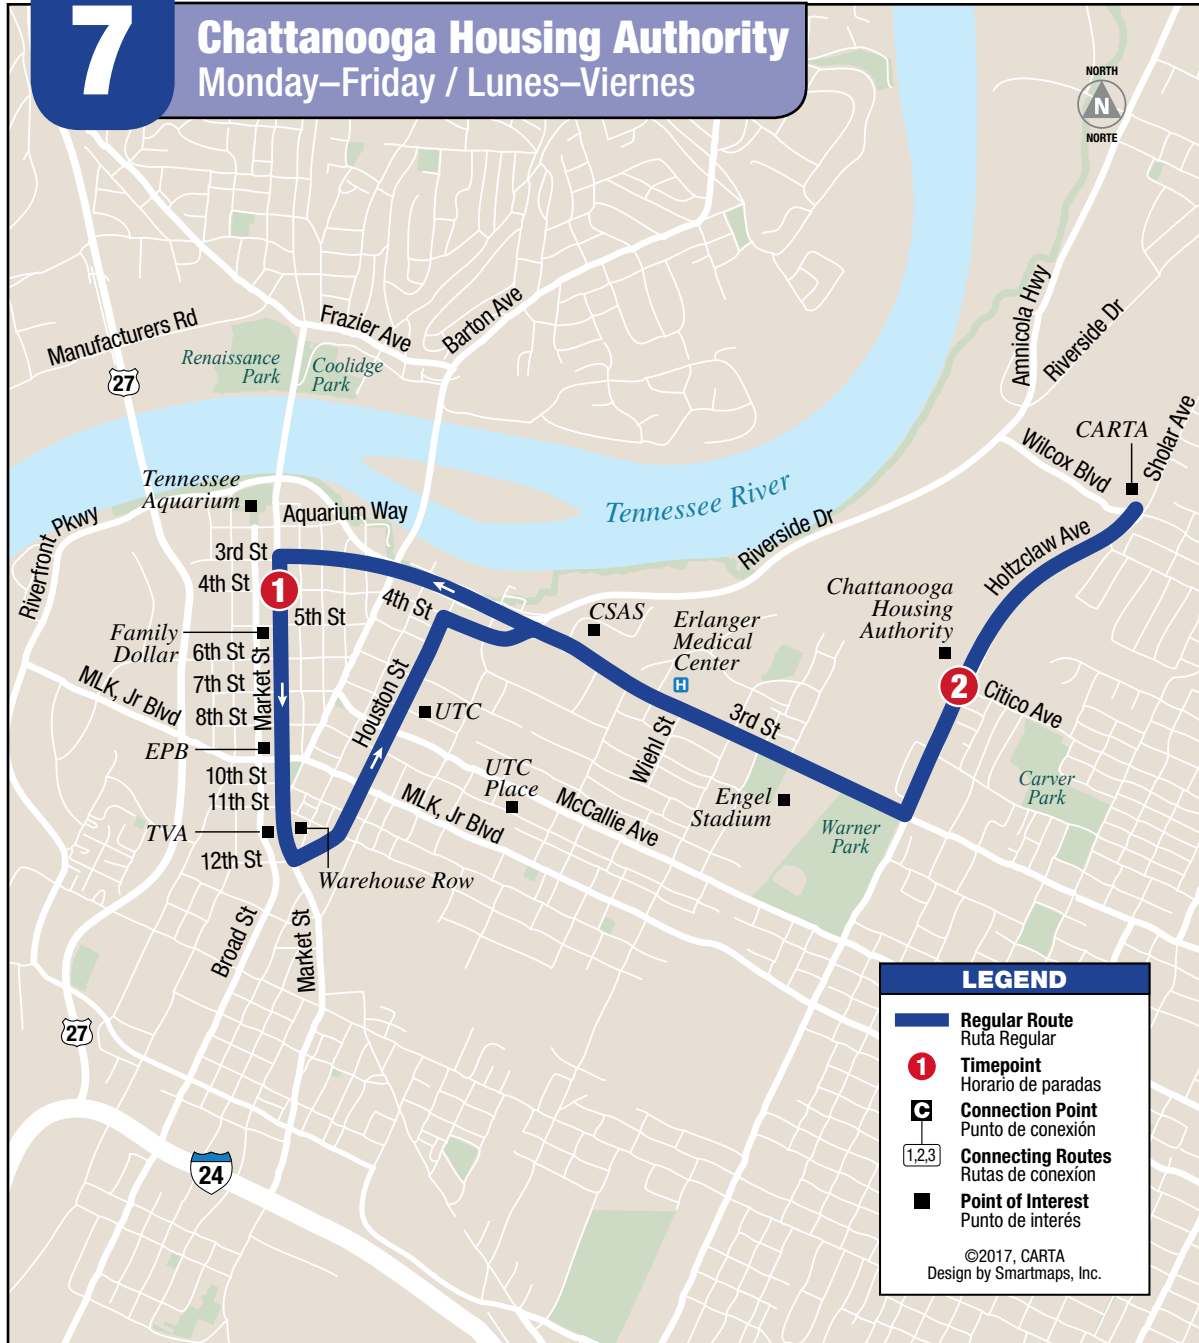 7
Chattanooga Housing Authority
Monday–Friday / Lunes–Viernes
NORTH
N
NORTE
Manufacturers Rd
Frazier Ave
Barton Ave
Renaissance
Park
Coolidge
Park
27
Amnicola Hwy
Riverside Dr
CARTA
Sholar Ave
Wilcox Blvd
Tennessee
Aquarium
Aquarium Way
Tennessee River
Riverside Dr
Riverfront Pkwy
Holtzclaw Ave
3rd St
4th St
1
5th St
4th St
Chattanooga
Housing
Authority
CSAS
Erlanger
Medical
Center
H
Family
Dollar
6th St
7th St
8th St
Market St
MLK, Jr Blvd
Houston St
UTC
2
Citico Ave
3rd St
Wiehl St
EPB
10th St
11th St
UTC
Place
MLK, Jr Blvd
McCallie Ave
Engel
Stadium
Carver
Park
Warner
Park
TVA
12th St
Warehouse Row
Broad St
Market St
27
24
LEGEND
Regular Route
Ruta Regular
1
Timepoint
Horario de paradas
C
Connection Point
Punto de conexión
1,2,3
Connecting Routes
Rutas de conexíon
Point of Interest
Punto de interés
©2017, CARTA
Design by Smartmaps, Inc.